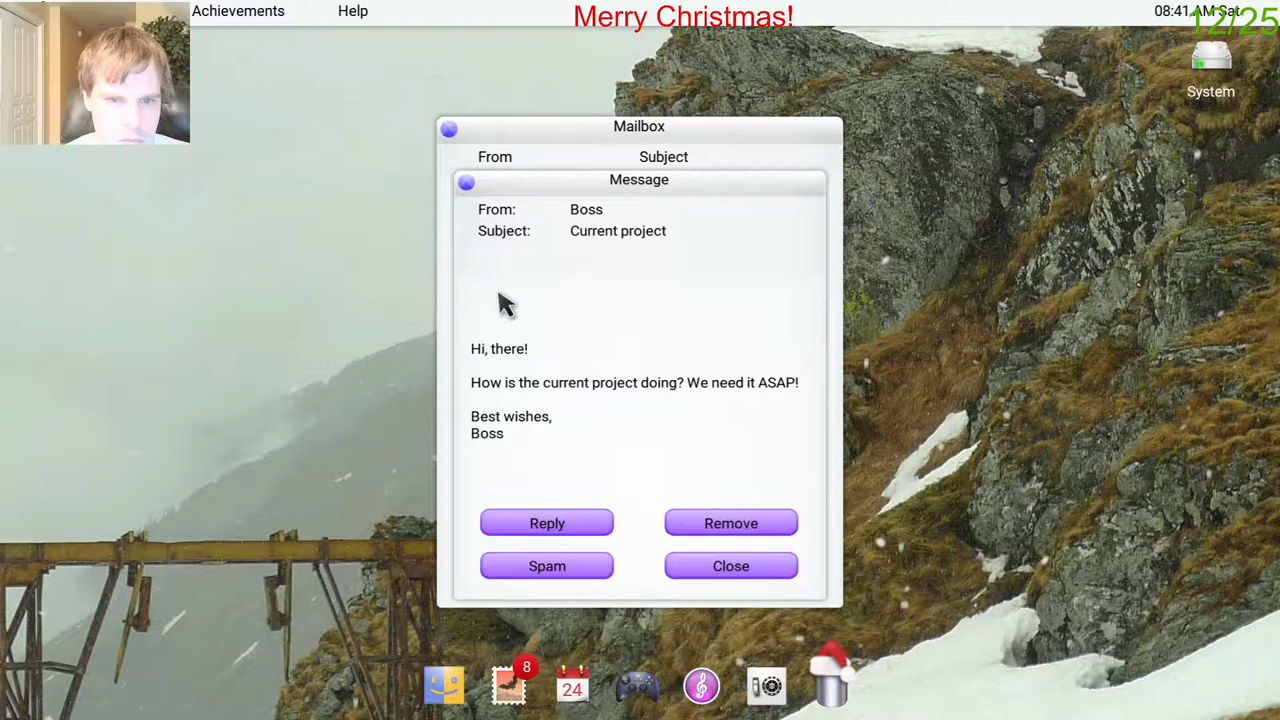 Achievements
Help
Merry Christmas!
08:41 AM Sat
12/25
System
Mailbox
From
Subject
Message
From:
Boss
Subject:
Current project
Hi, there!
How is the current project doing? We need it ASAP!
Best wishes,
Boss
Reply
Remove
Spam
Close
8
24